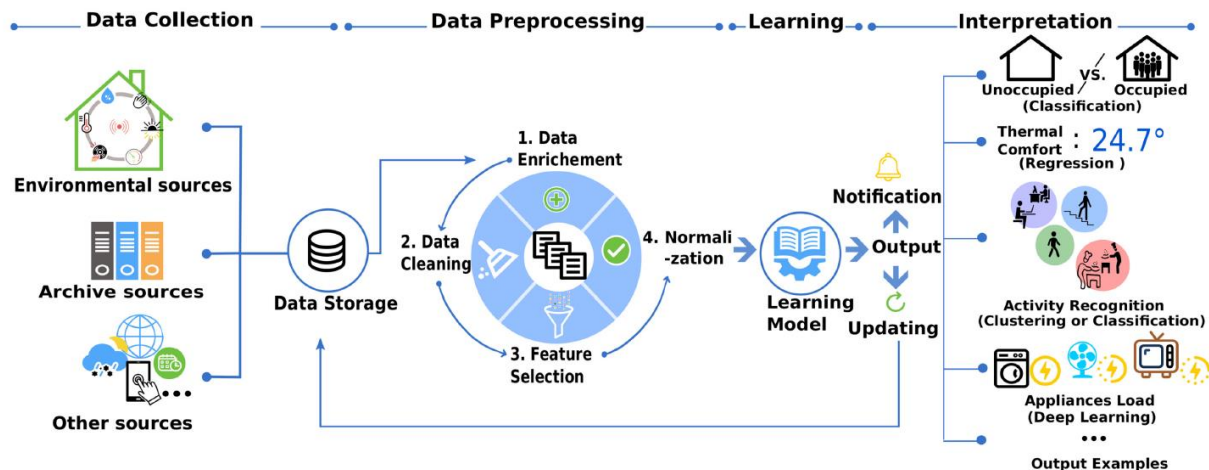 Data Collection
Data Preprocessing
Learning
Interpretation
Environmental sources
Archive sources
Other sources
Data Storage
1. Data
Enrichement
2. Data
Cleaning
3. Feature
Selection
4. Normali
-zation
Learning
Model
Notification
Output
Updating
Unoccupied
VS.
Occupied
(Classification)
Thermal
Comfort
: 24.7°
(Regression )
Activity Recognition
(Clustering or Classification)
Appliances Load
(Deep Learning)
...
Output Examples